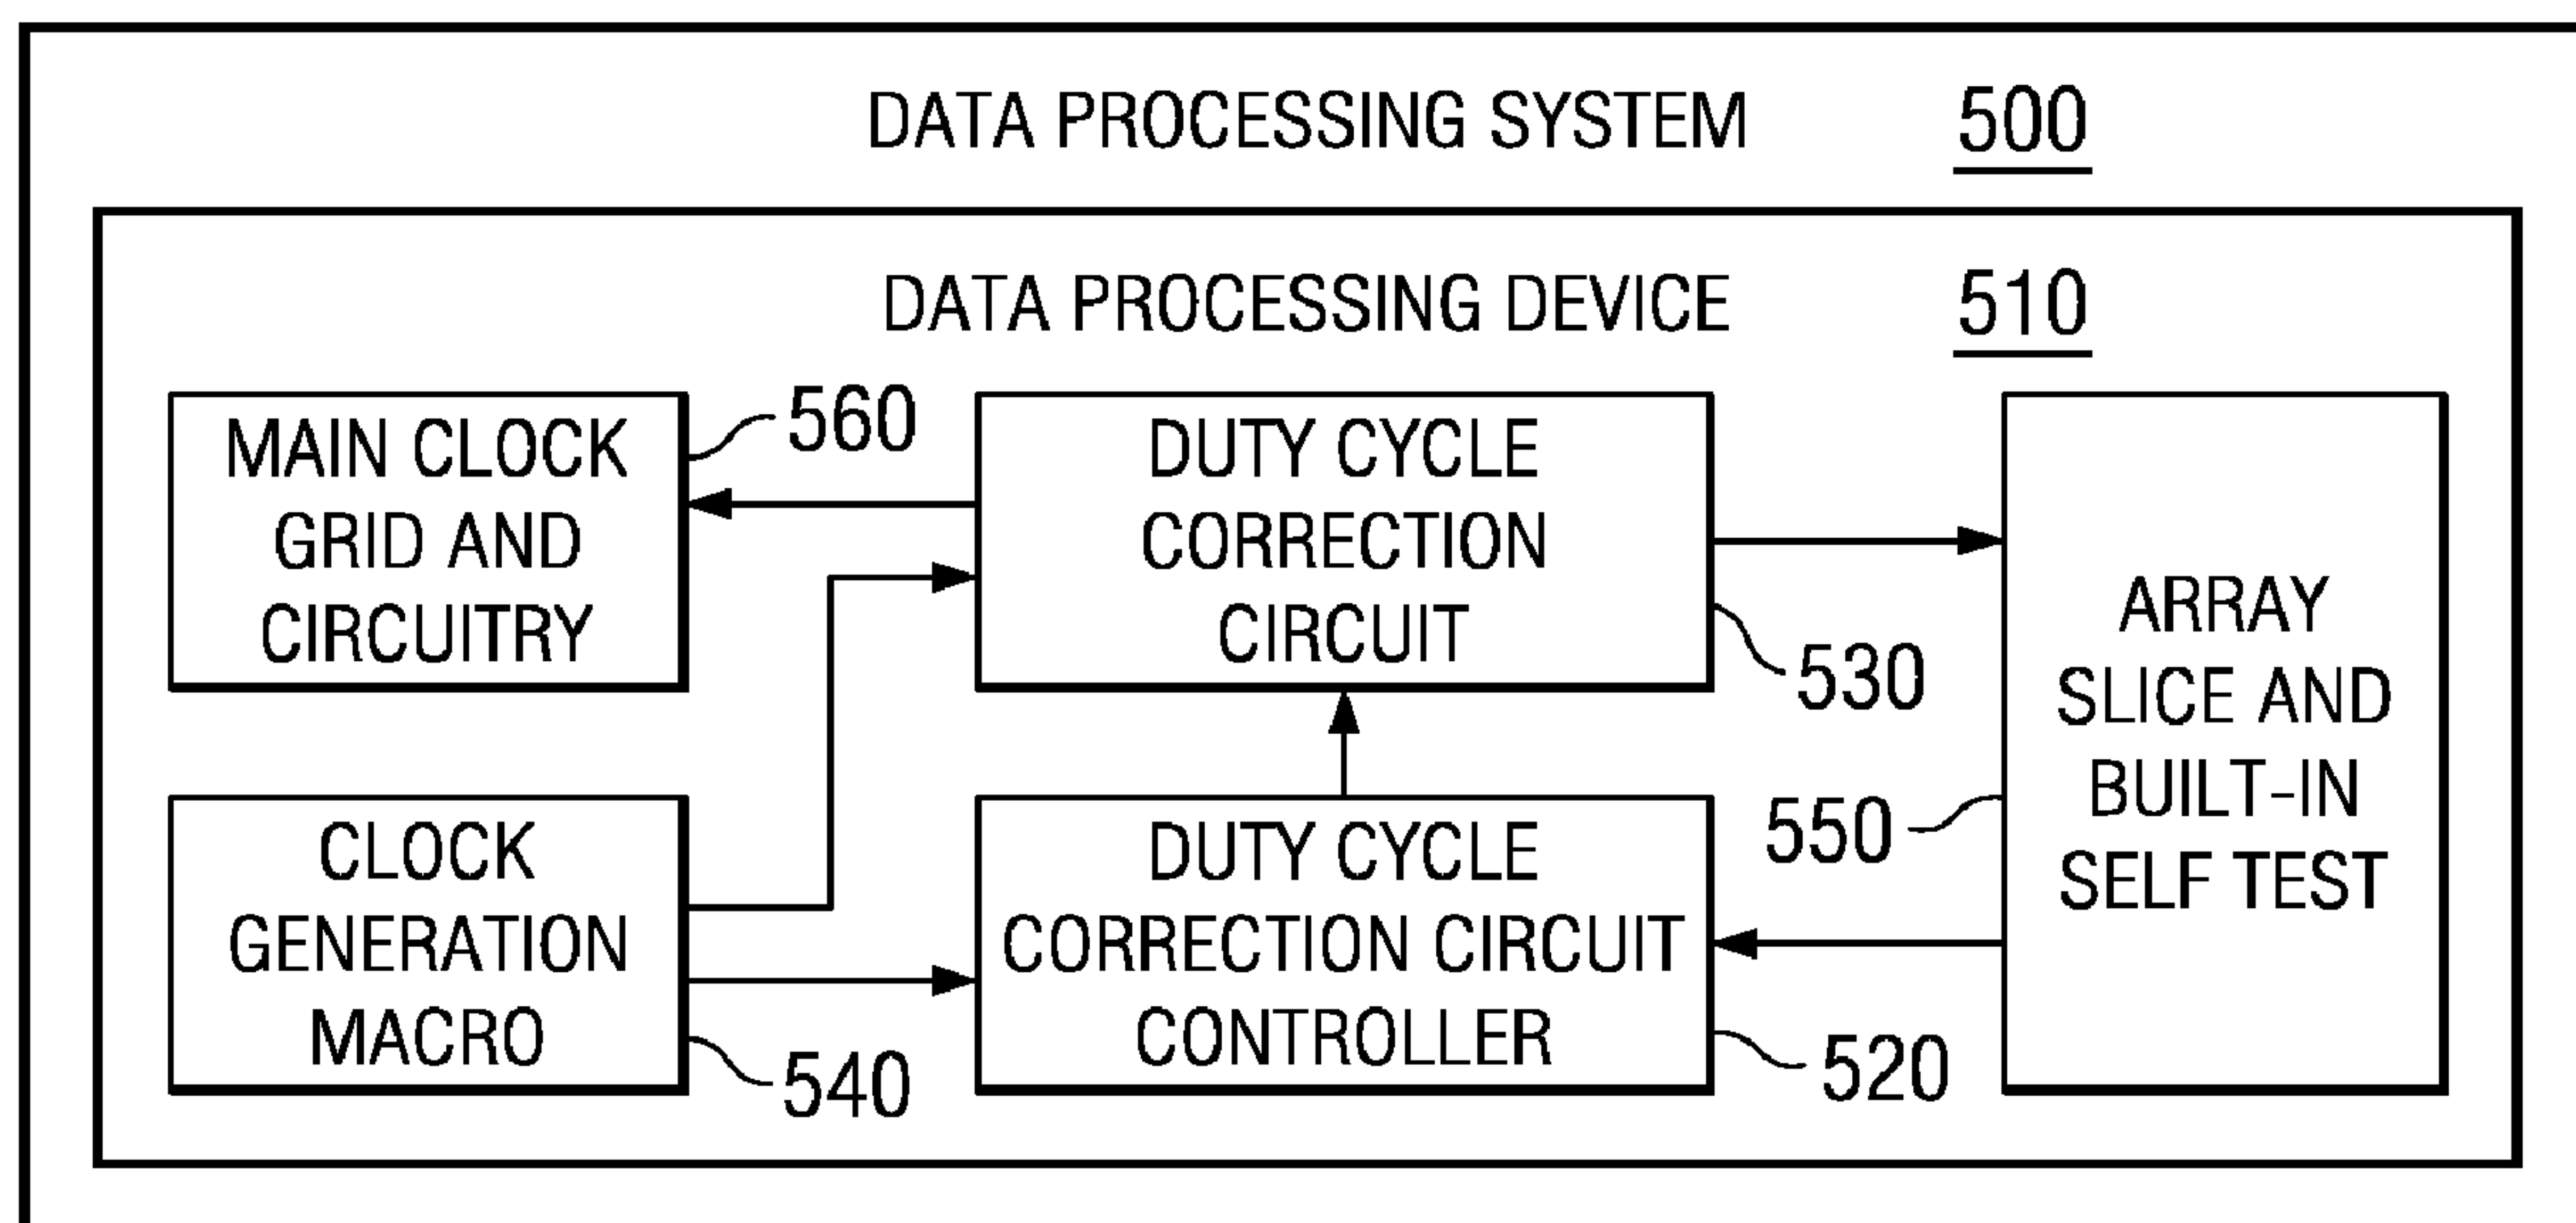 DATA PROCESSING SYSTEM 500
DATA PROCESSING DEVICE 510
MAIN CLOCK
GRID AND
CIRCUITRY
560
DUTY CYCLE
CORRECTION
CIRCUIT
530
ARRAY
SLICE AND
BUILT-IN
SELF TEST
550
CLOCK
GENERATION
MACRO
540
DUTY CYCLE
CORRECTION CIRCUIT
CONTROLLER
520